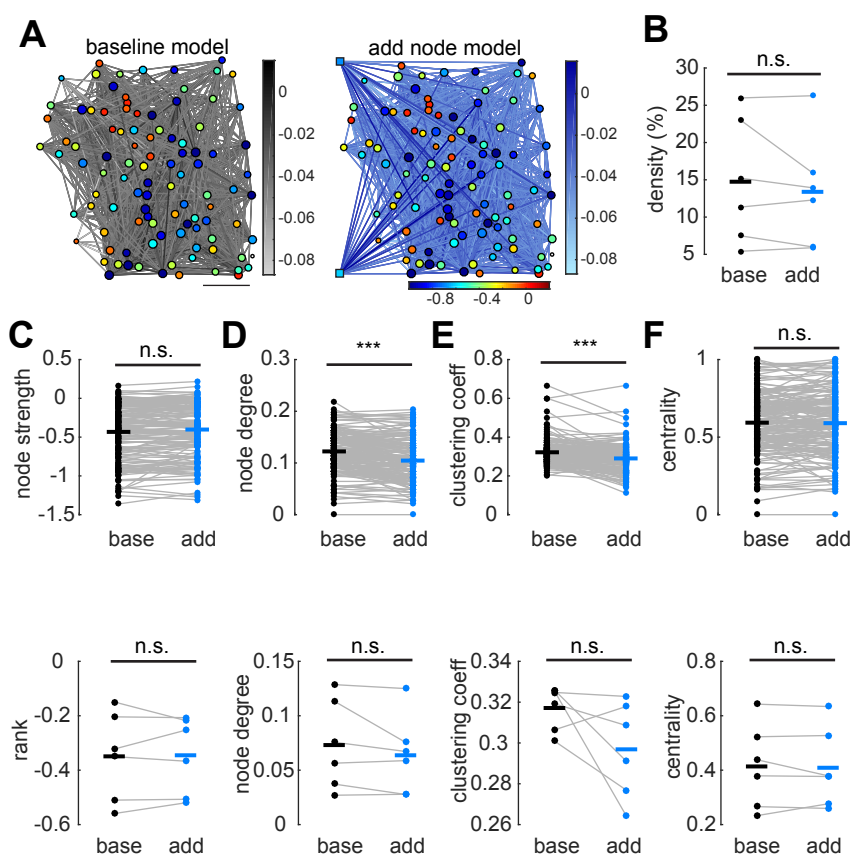 A
baseline model
add node model
0
-0.02
-0.04
-0.06
-0.08
0
-0.02
-0.04
-0.06
-0.08
-0.8
-0.4
0
B
n.s.
density (%)
30
25
20
15
10
5
base
add
C
n.s.
node strength
0.5
0
-0.5
-1
-1.5
base
add
D
***
node degree
0.3
0.2
0.1
0
base
add
E
***
clustering coeff
0.8
0.6
0.4
0.2
0
base
add
F
n.s.
centrality
1
0.5
0
base
add
n.s.
rank
0
-0.2
-0.4
-0.6
base
add
n.s.
node degree
0.15
0.1
0.05
0
base
add
n.s.
clustering coeff
0.34
0.32
0.3
0.28
0.26
base
add
n.s.
centrality
0.8
0.6
0.4
0.2
base
add